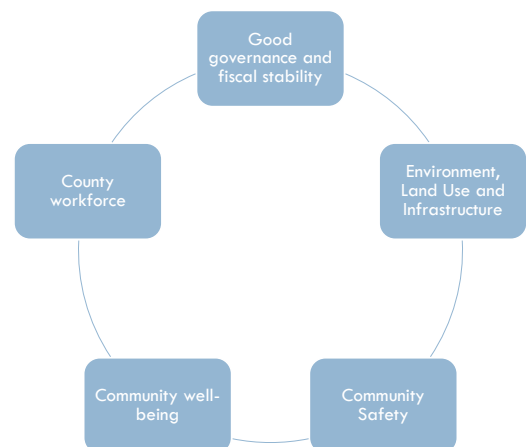 Good
governance and
fiscal stability
Environment,
Land Use and
Infrastructure
Community
Safety
Community well-
being
County
workforce